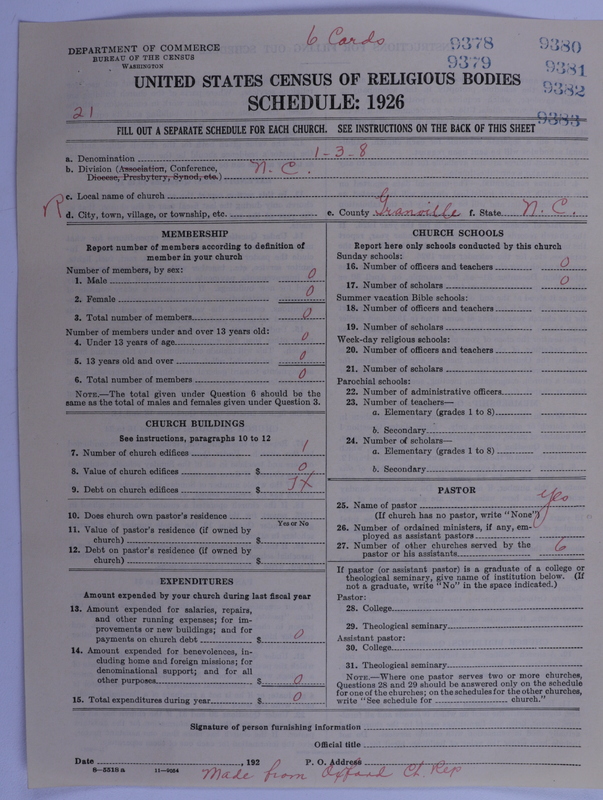 6 Cards
9378 9380
DEPARTMENT OF COMMERCE
BUREAU OF THE CENSUS
WASHINGTON
9379 9381
9382
UNITED STATES CENSUS OF RELIGIOUS BODIES
SCHEDULE: 1926
21
9383
FILL OUT A SEPARATE SCHEDULE FOR EACH CHURCH. SEE INSTRUCTIONS ON THE BACK OF THIS SHEET
a. Denomination 1-3-8
b. Division (Association, Conference, N.C.
Diocese, Presbytery, Synod, etc.)
c. Local name of church
d. City, town, village, or township, etc. e. County Granville f. State N.C.
MEMBERSHIP
Report number of members according to definition of
member in your church
Number of members, by sex:
1. Male 0
2. Female 0
3. Total number of members 0
Number of members under and over 13 years old:
4. Under 13 years of age 0
5. 13 years old and over 0
6. Total number of members 0
NOTE.—The total given under Question 6 should be the
same as the total of males and females given under Question 3.
CHURCH BUILDINGS
See instructions, paragraphs 10 to 12
7. Number of church edifices 1
8. Value of church edifices $ 0
9. Debt on church edifices $
10. Does church own pastor's residence
Yes or No
11. Value of pastor's residence (if owned by
church) $
12. Debt on pastor's residence (if owned by
church) $
EXPENDITURES
Amount expended by your church during last fiscal year
13. Amount expended for salaries, repairs,
and other running expenses; for im-
provements or new buildings; and for
payments on church debt $ 0
14. Amount expended for benevolences, in-
cluding home and foreign missions; for
denominational support; and for all
other purposes $ 0
15. Total expenditures during year $ 0
CHURCH SCHOOLS
Report here only schools conducted by this church
Sunday schools:
16. Number of officers and teachers 0
17. Number of scholars 0
Summer vacation Bible schools:
18. Number of officers and teachers
19. Number of scholars
Week-day religious schools:
20. Number of officers and teachers
21. Number of scholars
Parochial schools:
22. Number of administrative officers
23. Number of teachers—
a. Elementary (grades 1 to 8)
b. Secondary
24. Number of scholars—
a. Elementary (grades 1 to 8)
b. Secondary
PASTOR
25. Name of pastor yes
(If church has no pastor, write "None")
26. Number of ordained ministers, if any, em-
ployed as assistant pastors
27. Number of other churches served by the
pastor or his assistants 6
If pastor (or assistant pastor) is a graduate of a college or
theological seminary, give name of institution below. (If
not a graduate, write "No" in the space indicated.)
Pastor:
28. College
29. Theological seminary
Assistant pastor:
30. College
31. Theological seminary
NOTE.—Where one pastor serves two or more churches,
Questions 28 and 29 should be answered only on the schedule
for one of the churches; on the schedules for the other churches,
write "See schedule for church."
Signature of person furnishing information
Official title
Date , 192 P. O. Address
8-5518 a 11-9054
Made from Oxford Ch. Rep